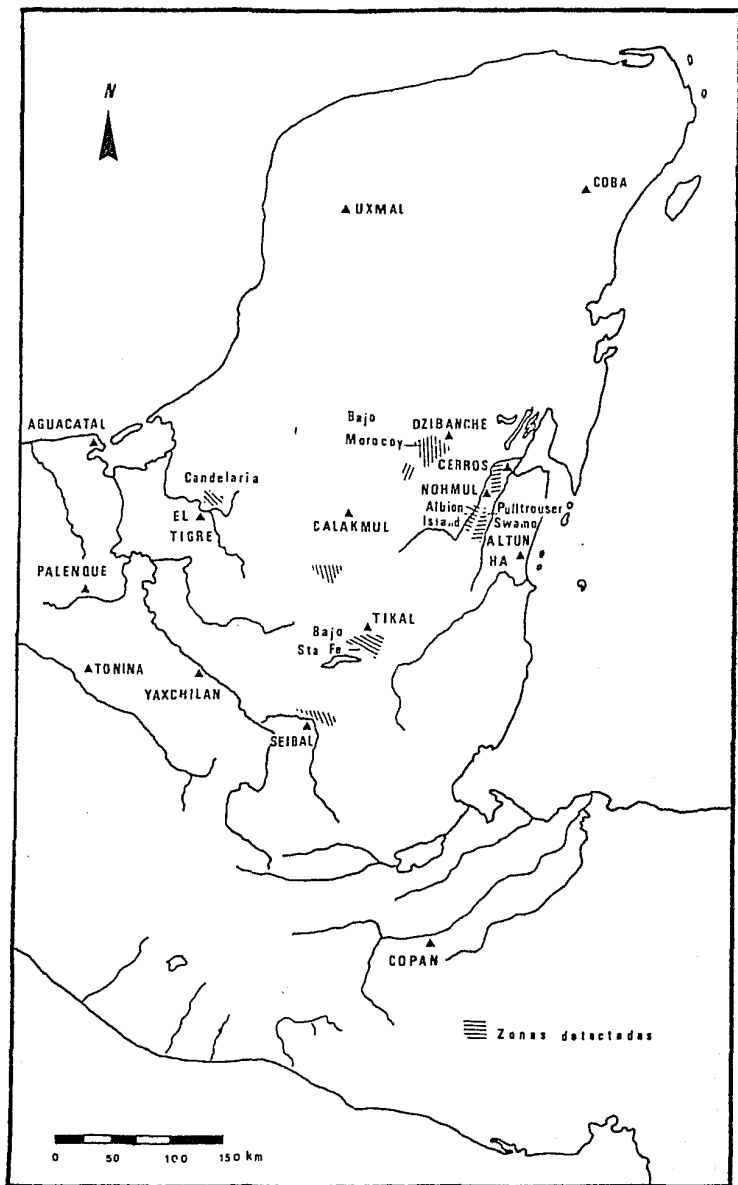 N
COBA
UXMAL
AGUACATAL
Bajo
Morocoy
DZIBANCHE
CERROS
Candelaria
NOHMUL
EL
TIGRE
CALAKMUL
Albion
Island
Pulltrouser
Swamp
ALTUN
HA
PALENQUE
TIKAL
Bajo
Sta Fe
TONINA
YAXCHILAN
SEIBAL
COPAN
Zonas detectadas
0 50 100 150 km